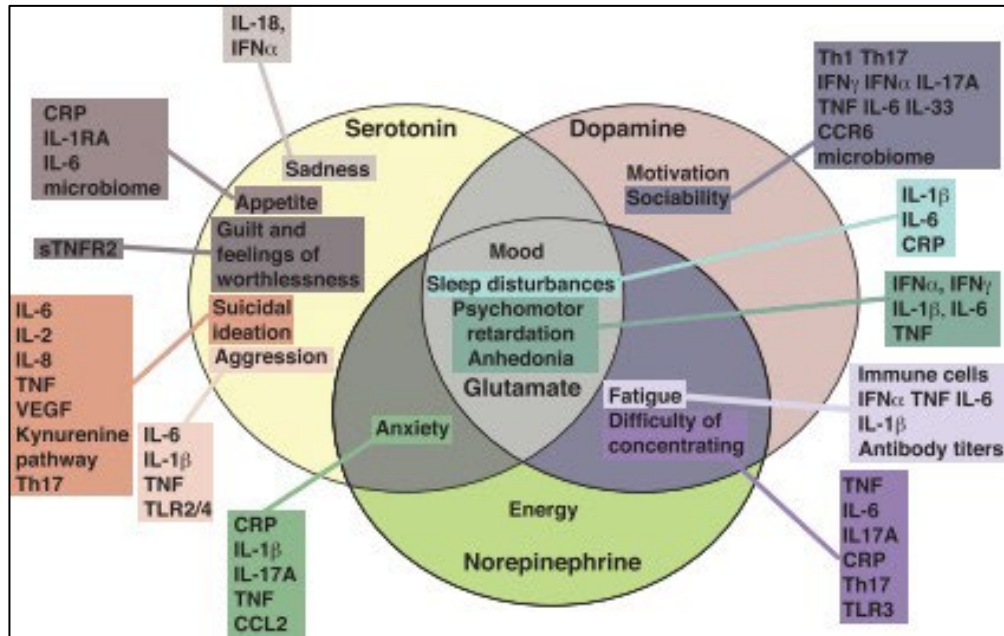 IL-18,
IFNα
CRP
IL-1RA
IL-6
microbiome
sTNFR2
IL-6
IL-2
IL-8
TNF
VEGF
Kynurenine
pathway
Th17
IL-6
IL-1β
TNF
TLR2/4
CRP
IL-1β
IL-17A
TNF
CCL2
Serotonin
Sadness
Appetite
Guilt and
feelings of
worthlessness
Suicidal
ideation
Aggression
Anxiety
Dopamine
Motivation
Sociability
Mood
Sleep disturbances
Psychomotor
retardation
Anhedonia
Glutamate
Fatigue
Difficulty of
concentrating
Energy
Norepinephrine
Th1 Th17
IFNγ IFNα IL-17A
TNF IL-6 IL-33
CCR6
microbiome
IL-1β
IL-6
CRP
IFNα, IFNγ
IL-1β, IL-6
TNF
Immune cells
IFNα TNF IL-6
IL-1β
Antibody titers
TNF
IL-6
IL17A
CRP
Th17
TLR3